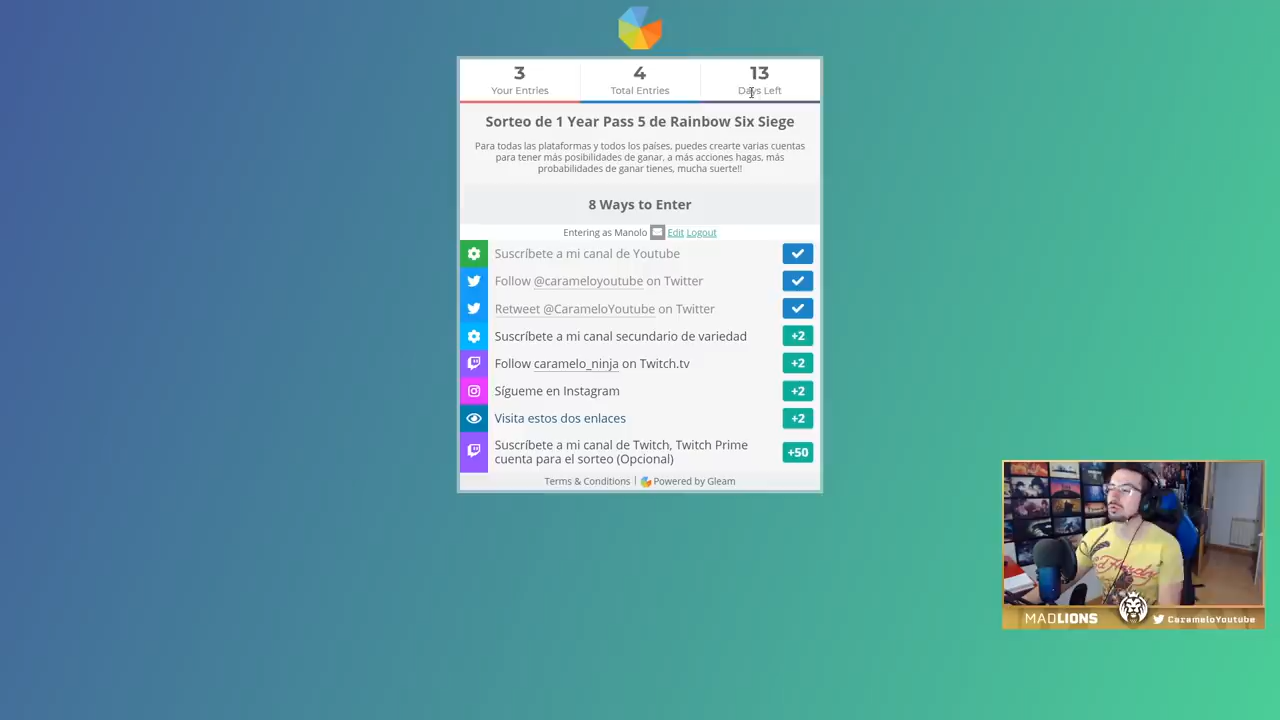 3
Your Entries
4
Total Entries
13
Days Left
Sorteo de 1 Year Pass 5 de Rainbow Six Siege
Para todas las plataformas y todos los países, puedes crearte varias cuentas
para tener más posibilidades de ganar, a más acciones hagas, más
probabilidades de ganar tienes, mucha suerte!!
8 Ways to Enter
Entering as Manolo Edit Logout
Suscríbete a mi canal de Youtube
Follow @carameloyoutube on Twitter
Retweet @CarameloYoutube on Twitter
Suscríbete a mi canal secundario de variedad +2
Follow caramelo_ninja on Twitch.tv +2
Sígueme en Instagram +2
Visita estos dos enlaces +2
Suscríbete a mi canal de Twitch, Twitch Prime
cuenta para el sorteo (Opcional) +50
Terms & Conditions | Powered by Gleam
MADLIONS CarameloYoutube